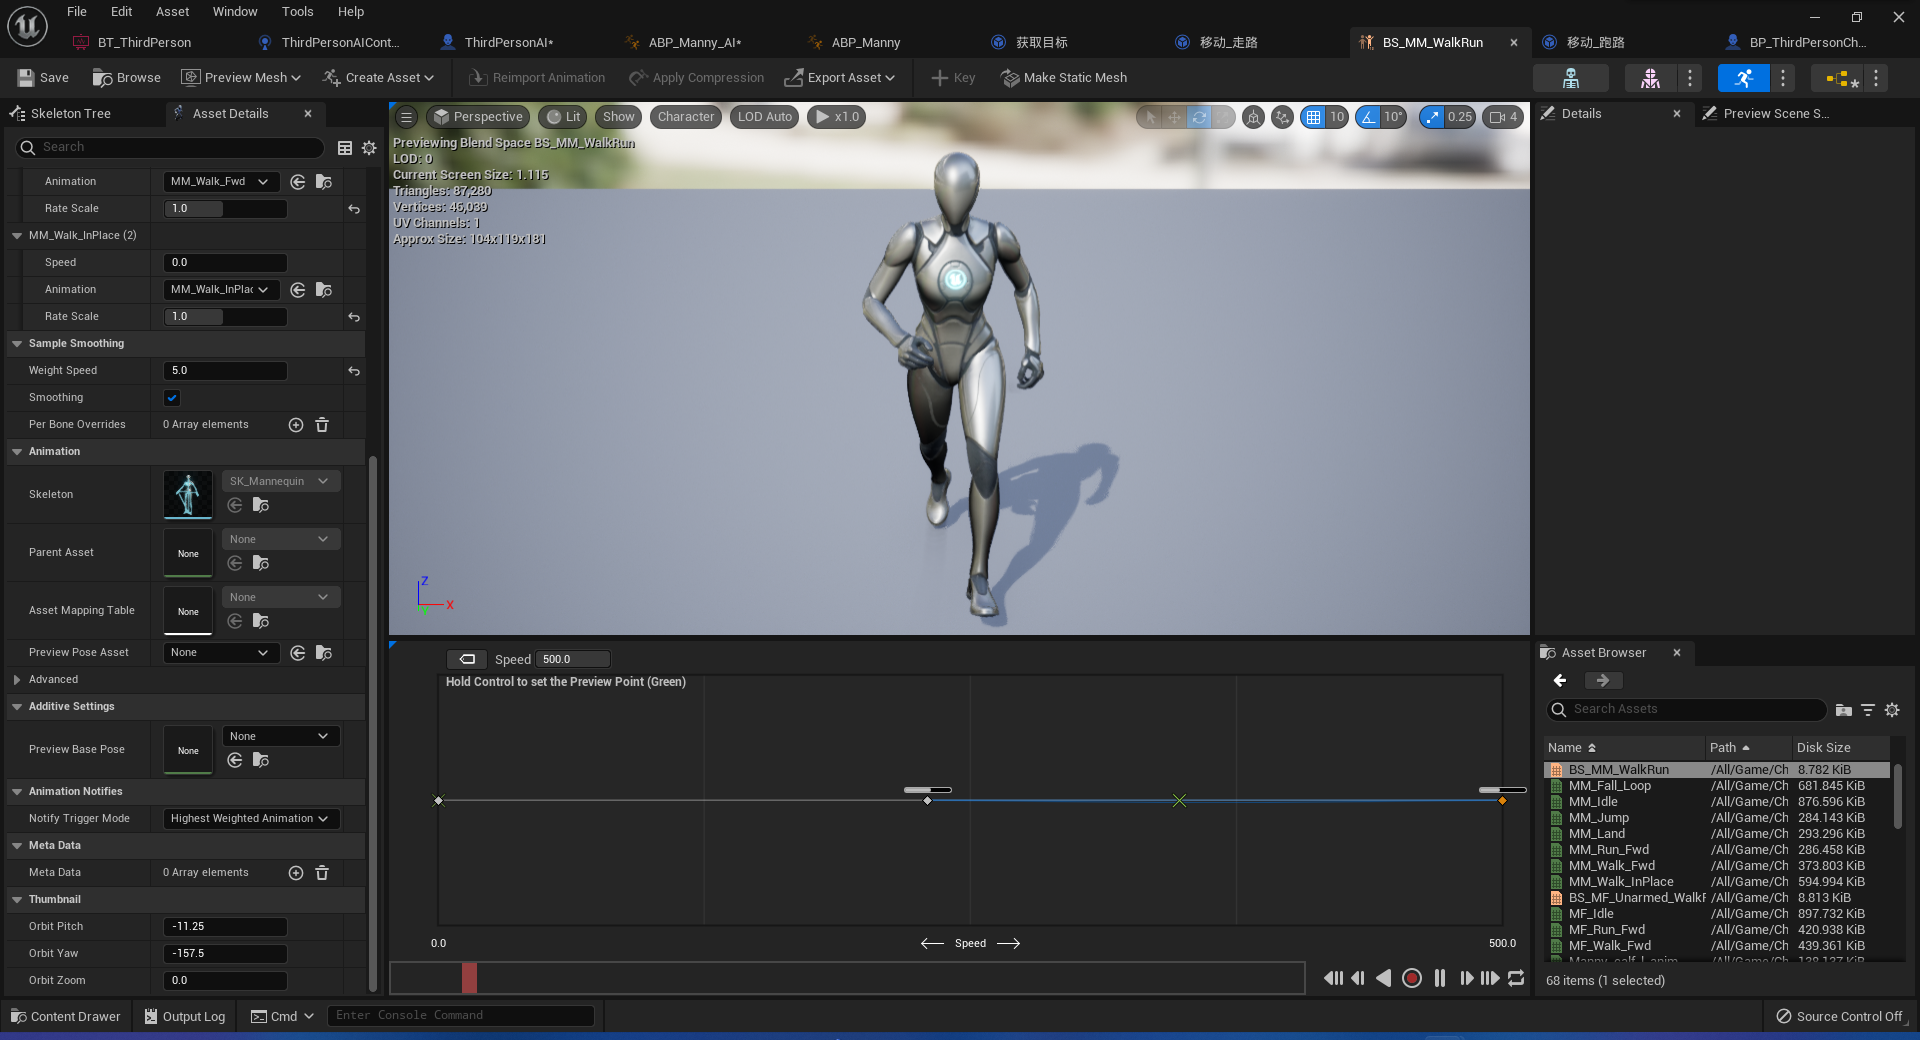 File Edit Asset Window Tools Help
BT_ThirdPerson ThirdPersonAICont... ThirdPersonAI* ABP_Manny_AI* ABP_Manny 获取目标 移动_走路 BS_MM_WalkRun 移动_跑路 BP_ThirdPersonCh...
Save Browse Preview Mesh Create Asset Reimport Animation Apply Compression Export Asset Key Make Static Mesh
Skeleton Tree Asset Details
Search
Animation MM_Walk_Fwd
Rate Scale 1.0
MM_Walk_InPlace (2)
Speed 0.0
Animation MM_Walk_InPlac
Rate Scale 1.0
Sample Smoothing
Weight Speed 5.0
Smoothing
Per Bone Overrides 0 Array elements
Animation
Skeleton SK_Mannequin
Parent Asset None None
Asset Mapping Table None None
Preview Pose Asset None
Advanced
Additive Settings
Preview Base Pose None None
Animation Notifies
Notify Trigger Mode Highest Weighted Animation
Meta Data
Meta Data 0 Array elements
Thumbnail
Orbit Pitch -11.25
Orbit Yaw -157.5
Orbit Zoom 0.0
Perspective Lit Show Character LOD Auto x1.0 10 10° 0.25 4
Previewing Blend Space BS_MM_WalkRun
LOD: 0
Current Screen Size: 1.115
Triangles: 87,280
Vertices: 46,039
UV Channels: 1
Approx Size: 104x119x181
Z
X
Speed 500.0
Hold Control to set the Preview Point (Green)
0.0 Speed 500.0
Details Preview Scene S...
Asset Browser
Search Assets
Name Path Disk Size
BS_MM_WalkRun /All/Game/Ch 8.782 KiB
MM_Fall_Loop /All/Game/Ch 681.845 KiB
MM_Idle /All/Game/Ch 876.596 KiB
MM_Jump /All/Game/Ch 284.143 KiB
MM_Land /All/Game/Ch 293.296 KiB
MM_Run_Fwd /All/Game/Ch 286.458 KiB
MM_Walk_Fwd /All/Game/Ch 373.803 KiB
MM_Walk_InPlace /All/Game/Ch 594.994 KiB
BS_MF_Unarmed_WalkF /All/Game/Ch 8.813 KiB
MF_Idle /All/Game/Ch 897.732 KiB
MF_Run_Fwd /All/Game/Ch 420.938 KiB
MF_Walk_Fwd /All/Game/Ch 439.361 KiB
68 items (1 selected)
Content Drawer Output Log Cmd Enter Console Command Source Control Off